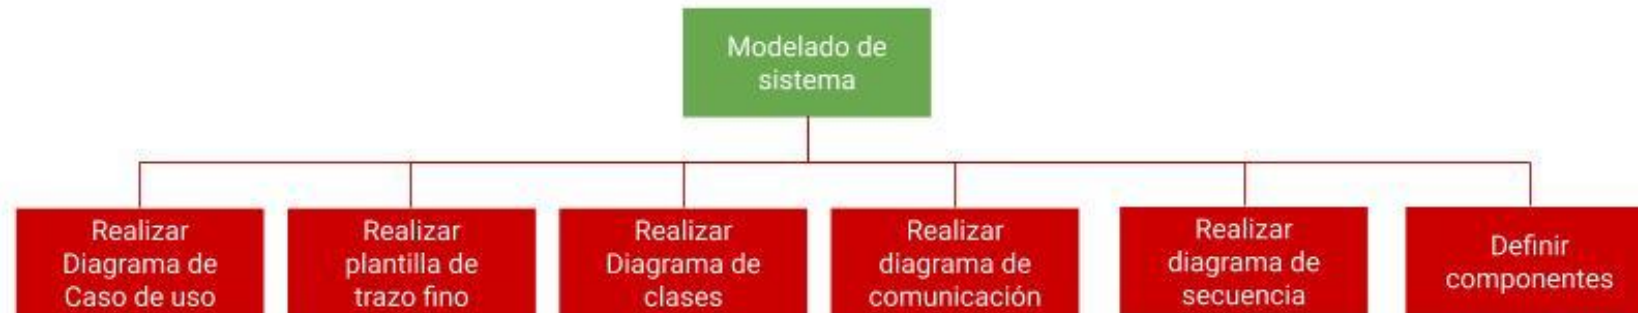 Modelado de
sistema
Realizar
Diagrama de
Caso de uso
Realizar
plantilla de
trazo fino
Realizar
Diagrama de
clases
Realizar
diagrama de
comunicación
Realizar
diagrama de
secuencia
Definir
componentes